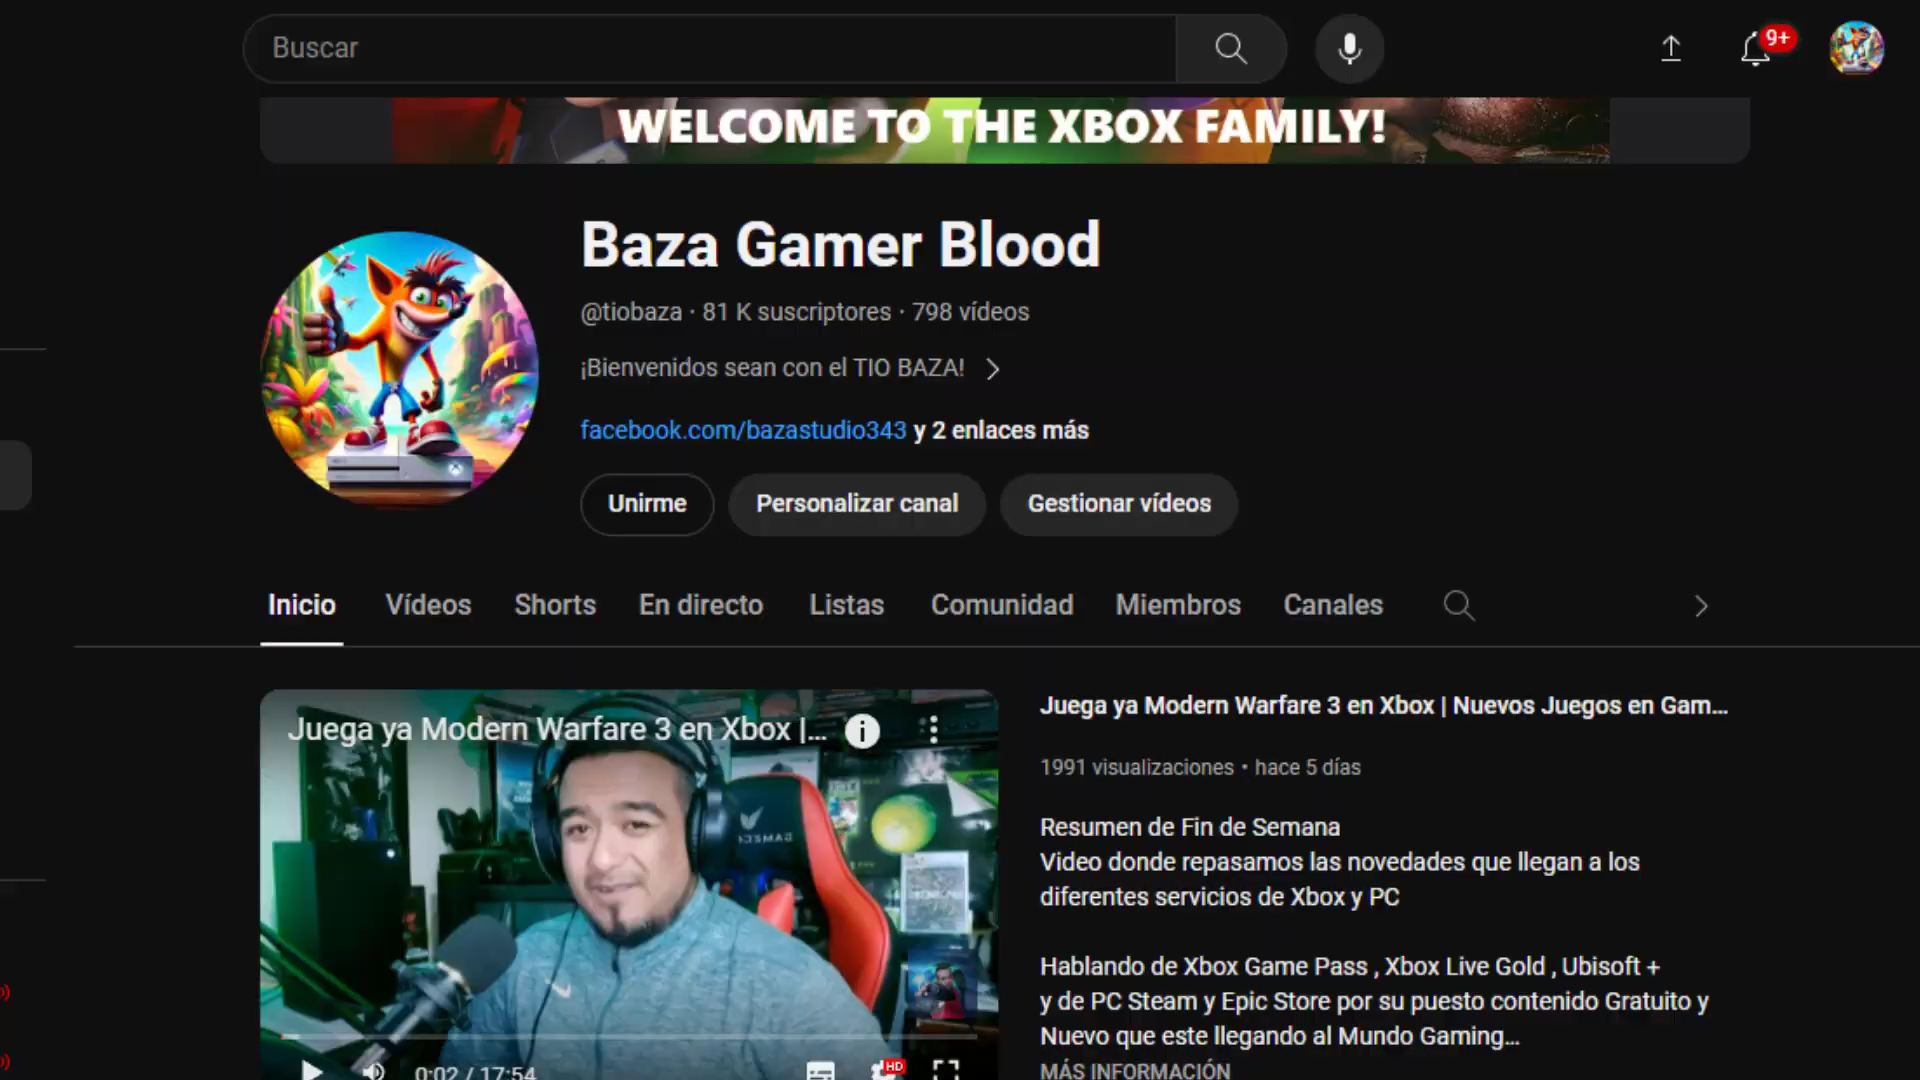 Buscar
9+
WELCOME TO THE XBOX FAMILY!
Baza Gamer Blood
@tiobaza · 81 K suscriptores · 798 vídeos
¡Bienvenidos sean con el TIO BAZA!
facebook.com/bazastudio343 y 2 enlaces más
Unirme
Personalizar canal
Gestionar vídeos
Inicio
Vídeos
Shorts
En directo
Listas
Comunidad
Miembros
Canales
Juega ya Modern Warfare 3 en Xbox |...
0:02 / 17:54
HD
Juega ya Modern Warfare 3 en Xbox | Nuevos Juegos en Gam...
1991 visualizaciones • hace 5 días
Resumen de Fin de Semana
Video donde repasamos las novedades que llegan a los
diferentes servicios de Xbox y PC
Hablando de Xbox Game Pass , Xbox Live Gold , Ubisoft +
y de PC Steam y Epic Store por su puesto contenido Gratuito y
Nuevo que este llegando al Mundo Gaming...
MÁS INFORMACIÓN